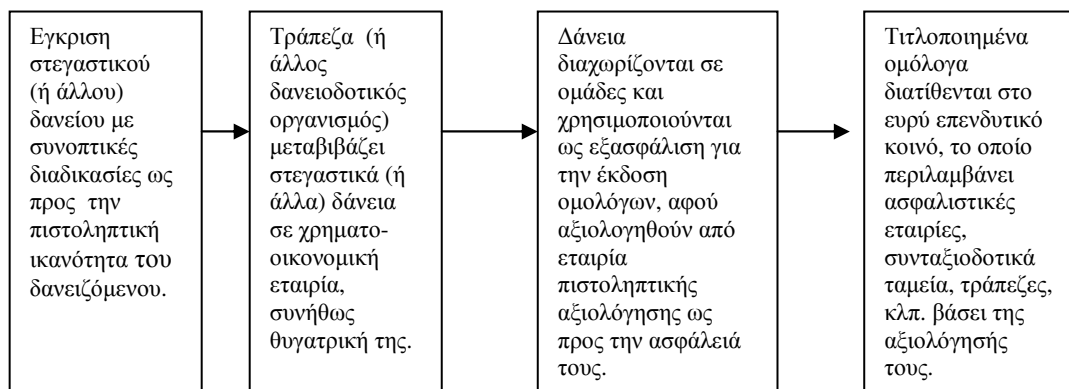 Εγκριση
στεγαστικού
(ή άλλου)
δανείου με
συνοπτικές
διαδικασίες ως
προς την
πιστοληπτική
ικανότητα του
δανειζόμενου.
Τράπεζα (ή
άλλος
δανειοδοτικός
οργανισμός)
μεταβιβάζει
στεγαστικά (ή
άλλα) δάνεια
σε χρηματο-
οικονομική
εταιρία,
συνήθως
θυγατρική της.
Δάνεια
διαχωρίζονται σε
ομάδες και
χρησιμοποιούνται
ως εξασφάλιση για
την έκδοση
ομολόγων, αφού
αξιολογηθούν από
εταιρία
πιστοληπτικής
αξιολόγησης ως
προς την ασφάλειά
τους.
Τιτλοποιημένα
ομόλογα
διατίθενται στο
ευρύ επενδυτικό
κοινό, το οποίο
περιλαμβάνει
ασφαλιστικές
εταιρίες,
συνταξιοδοτικά
ταμεία, τράπεζες,
κλπ. βάσει της
αξιολόγησής
τους.